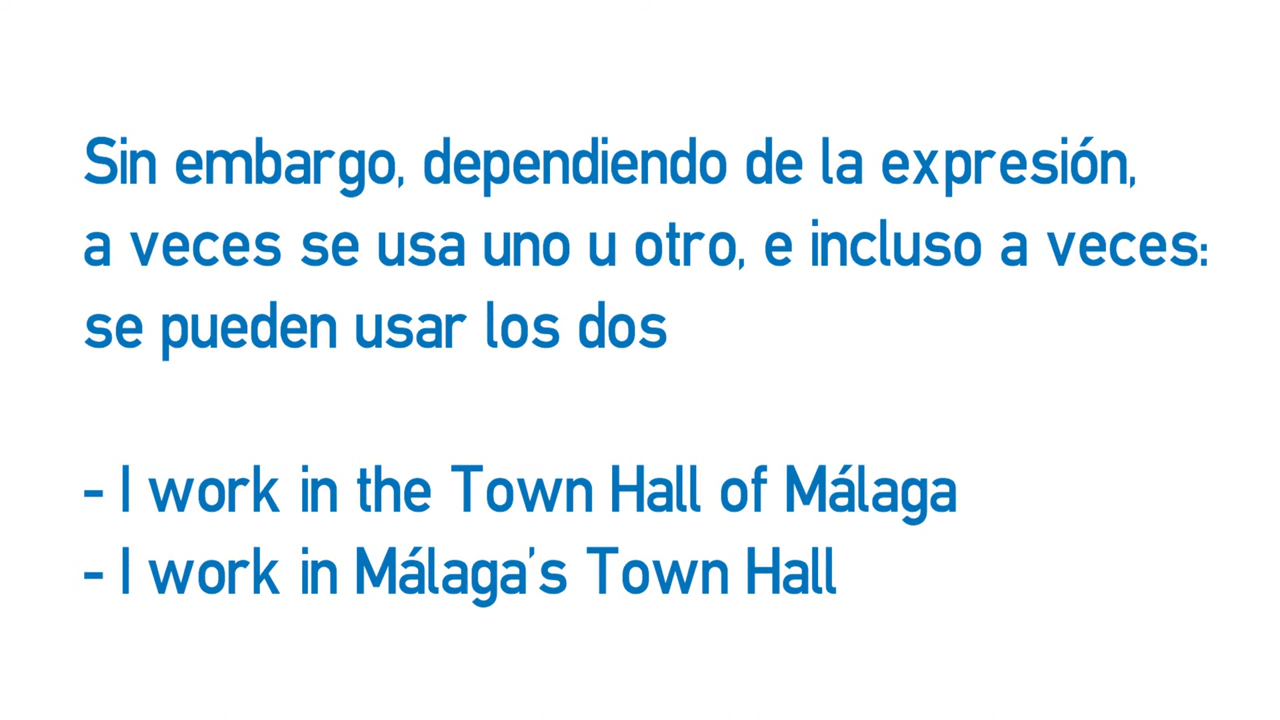 Sin embargo, dependiendo de la expresión,
a veces se usa uno u otro, e incluso a veces:
se pueden usar los dos
- I work in the Town Hall of Málaga
- I work in Málaga's Town Hall